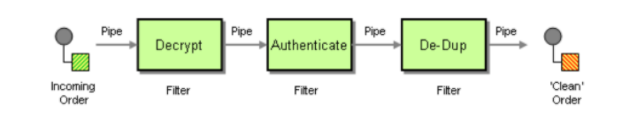 Pipe
Pipe
Pipe
Pipe
Decrypt
Authenticate
De-Dup
Incoming
Order
Filter
Filter
Filter
'Clean'
Order